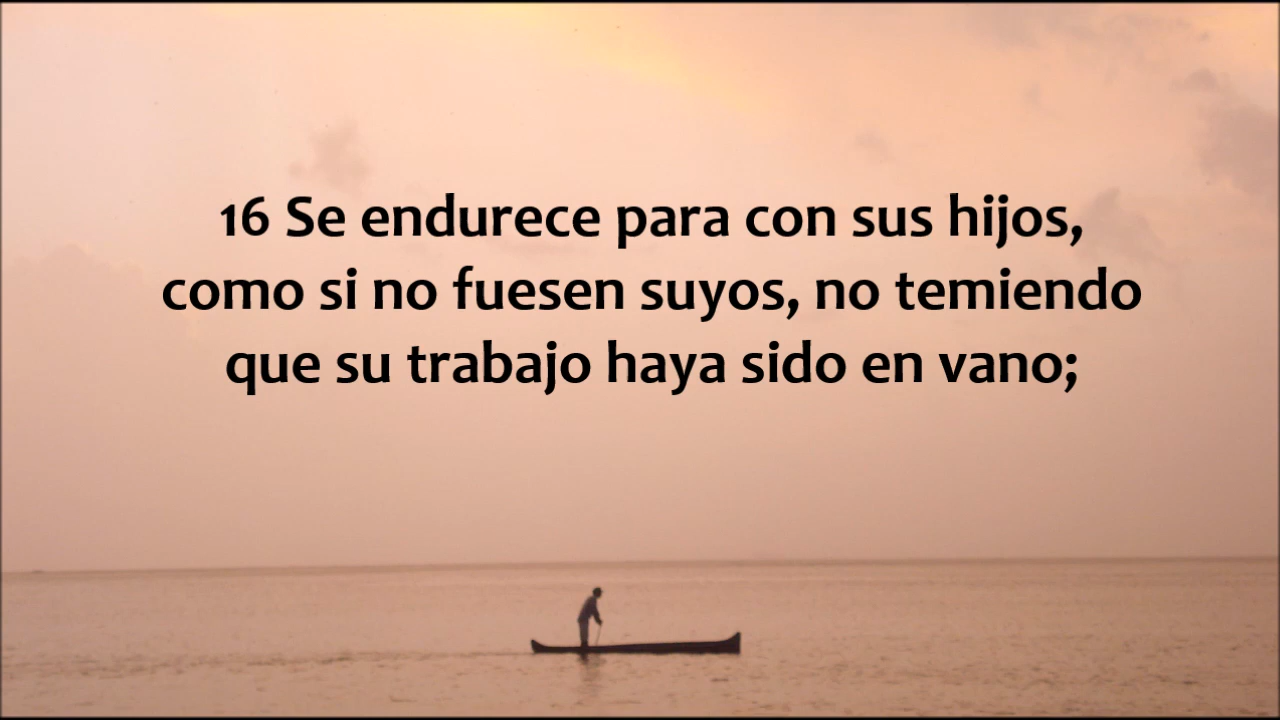 16 Se endurece para con sus hijos,
como si no fuesen suyos, no temiendo
que su trabajo haya sido en vano;